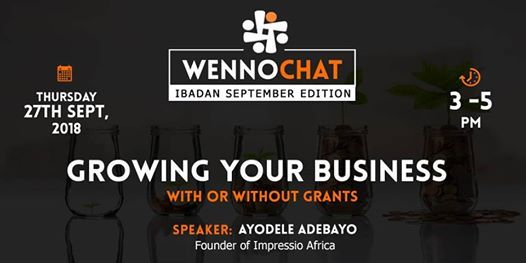 WENNOCHAT
IBADAN SEPTEMBER EDITION
THURSDAY
27TH SEPT,
2018
3 -5
PM
GROWING YOUR BUSINESS
WITH OR WITHOUT GRANTS
SPEAKER: AYODELE ADEBAYO
Founder of Impressio Africa